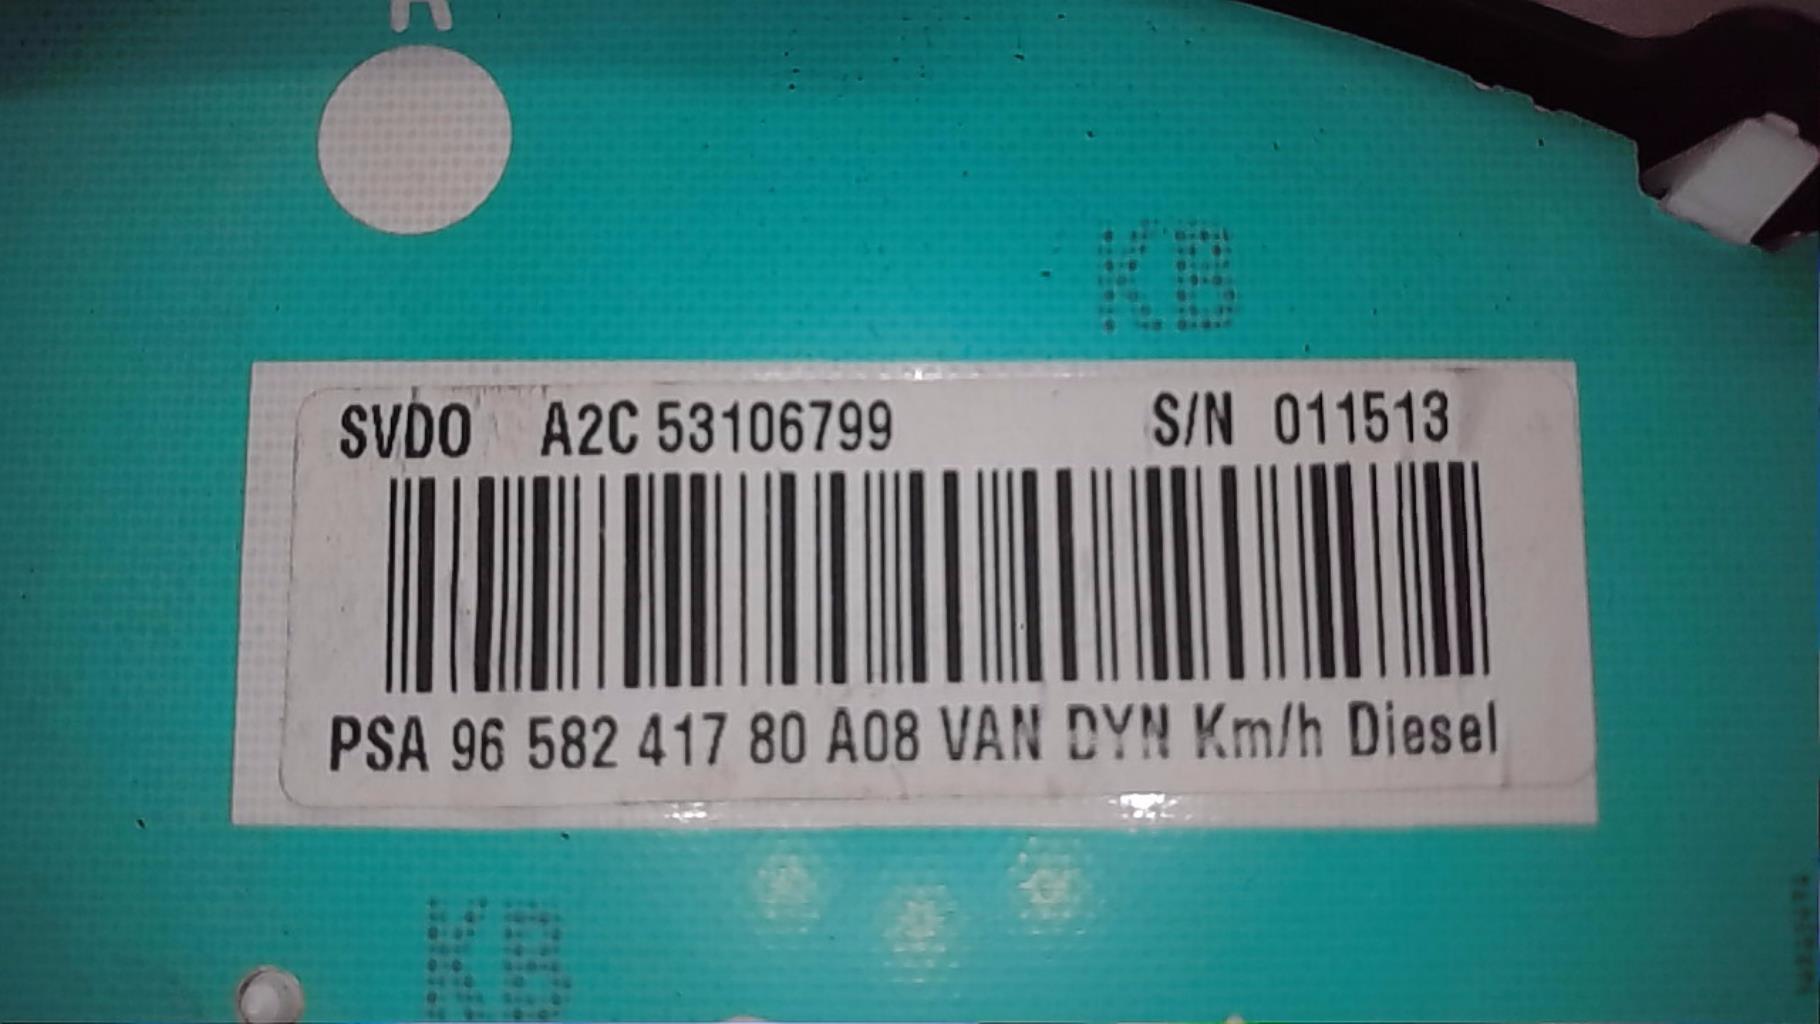 KB
SVDO A2C 53106799 S/N 011513
PSA 96 582 417 80 A08 VAN DYN Km/h Diesel
KB